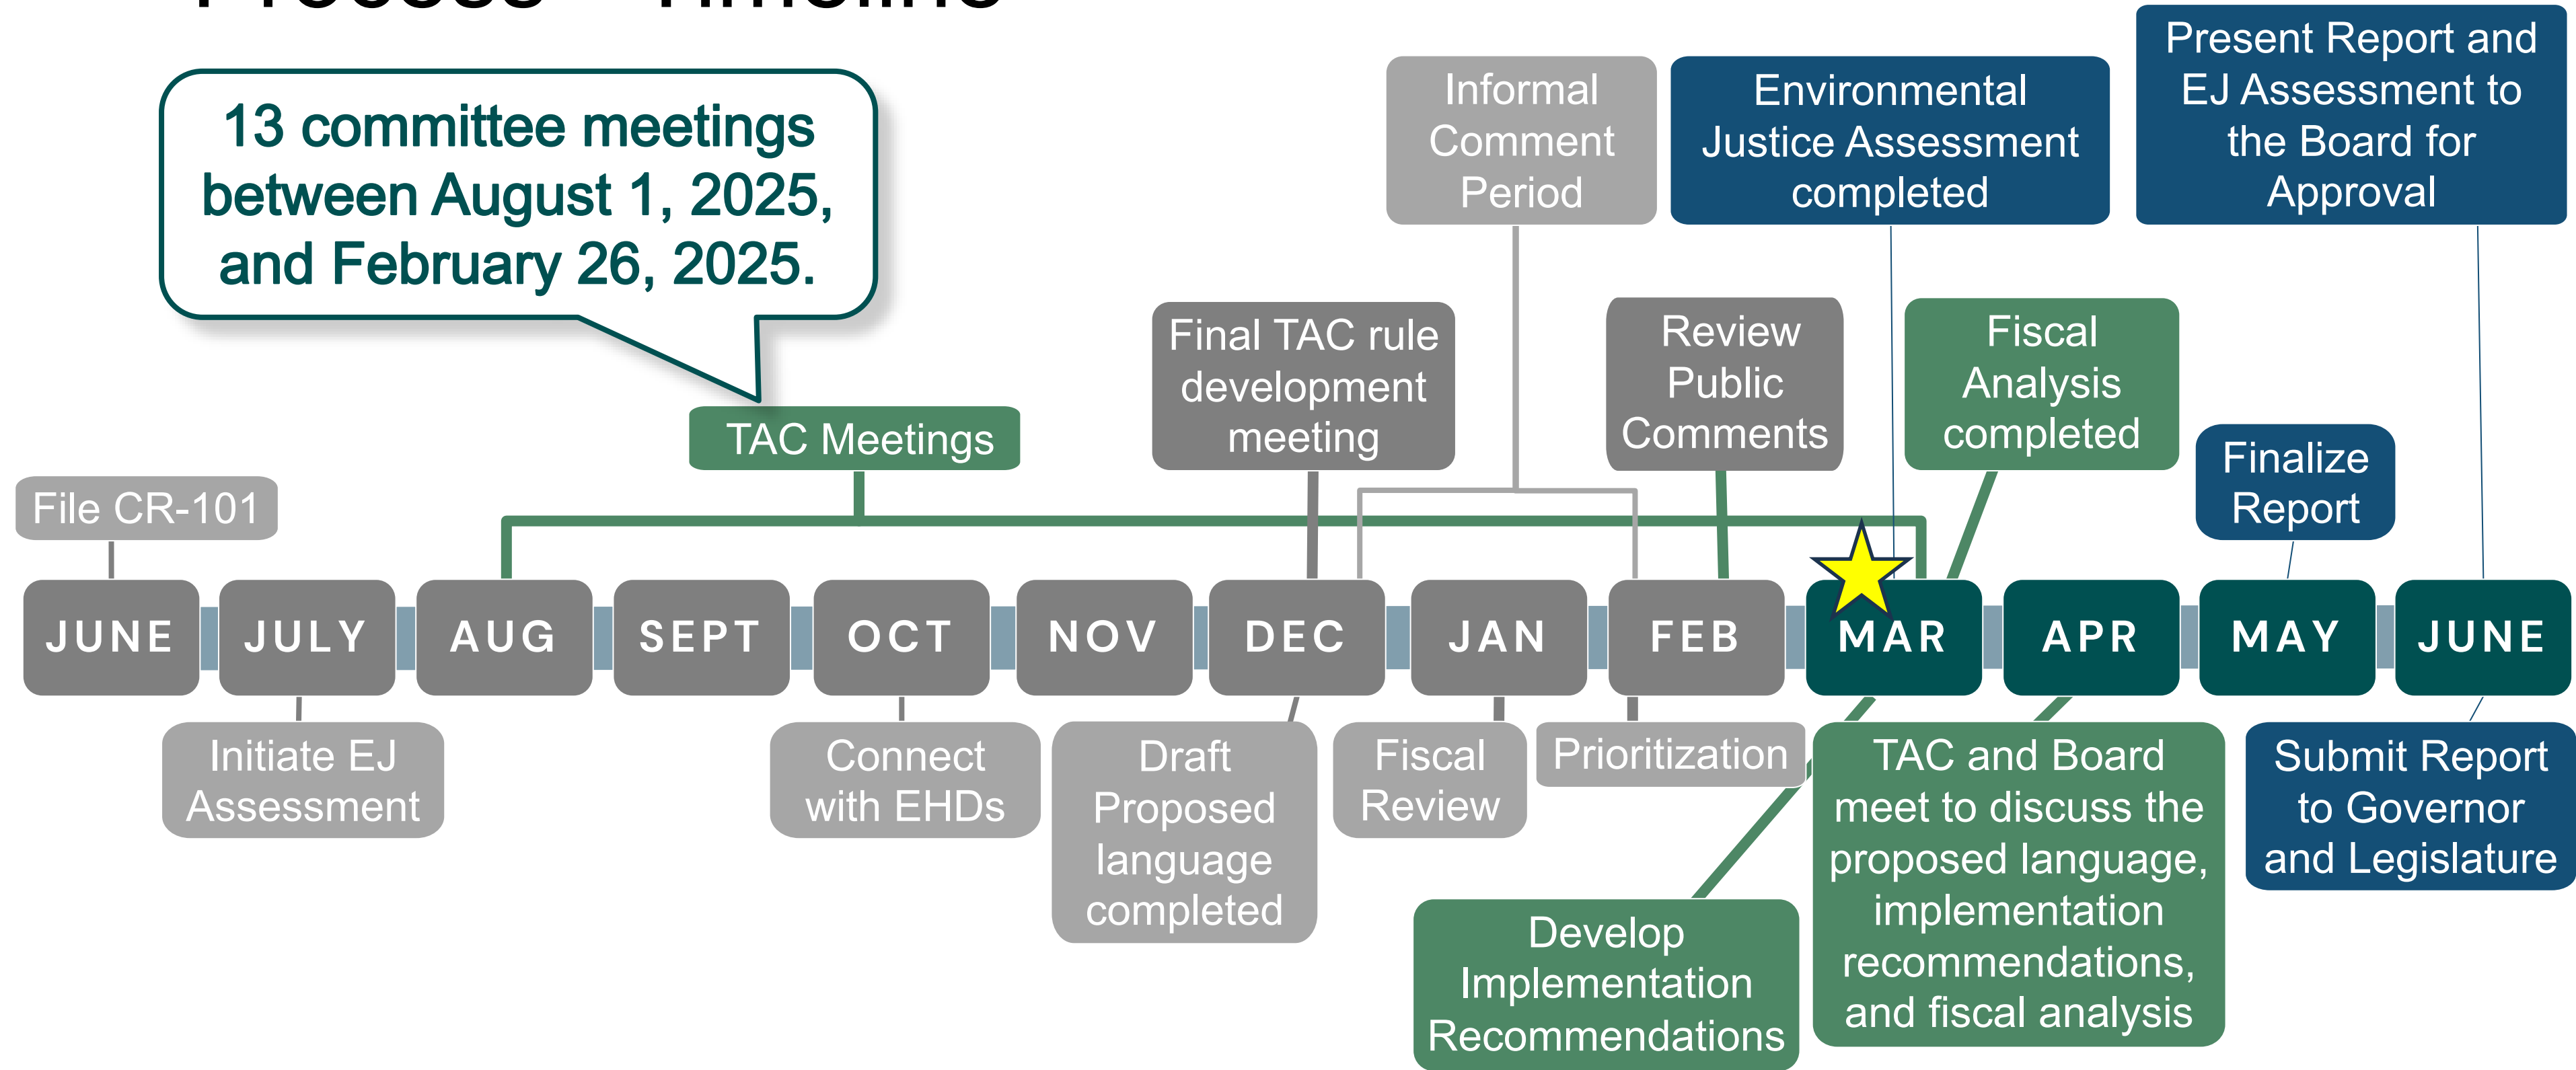 13 committee meetings
between August 1, 2025,
and February 26, 2025.
Informal
Comment
Period
Environmental
Justice Assessment
completed
Present Report and
EJ Assessment to
the Board for
Approval
File CR-101
TAC Meetings
Final TAC rule
development
meeting
Review
Public
Comments
Fiscal
Analysis
completed
Finalize
Report
JUNE
JULY
AUG
SEPT
OCT
NOV
DEC
JAN
FEB
MAR
APR
MAY
JUNE
Initiate EJ
Assessment
Connect
with EHDs
Draft
Proposed
language
completed
Fiscal
Review
Prioritization
Develop
Implementation
Recommendations
TAC and Board
meet to discuss the
proposed language,
implementation
recommendations,
and fiscal analysis
Submit Report
to Governor
and Legislature